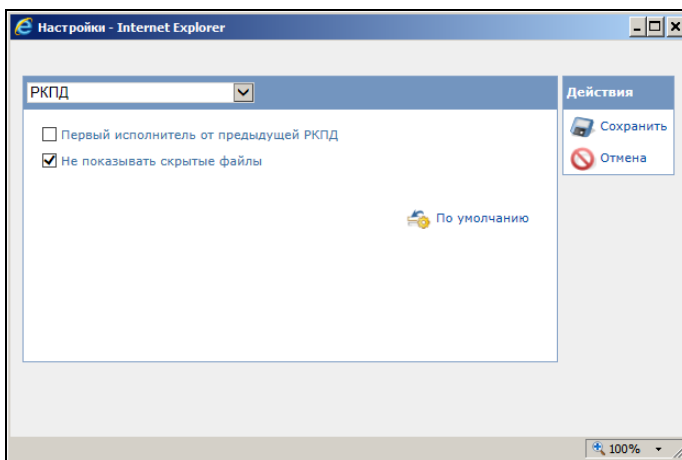 Настройки - Internet Explorer
РКПД
Действия
Первый исполнитель от предыдущей РКПД
Сохранить
Не показывать скрытые файлы
Отмена
По умолчанию
100%